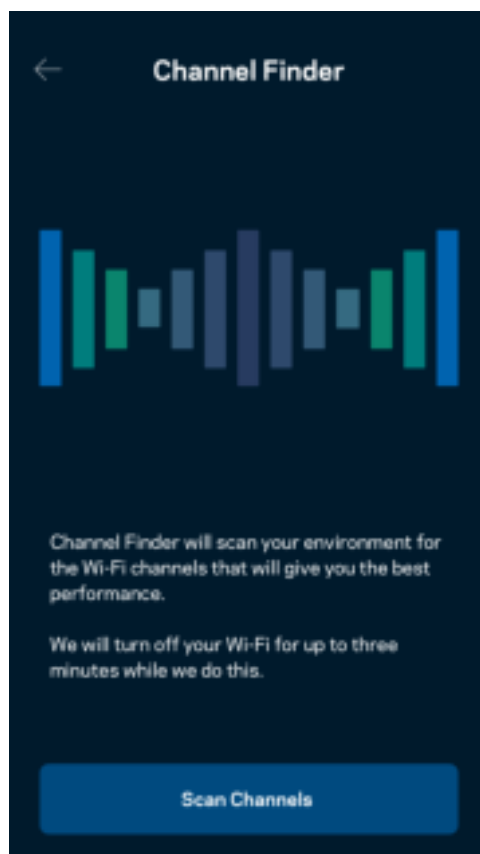 Channel Finder
Channel Finder will scan your environment for
the Wi-Fi channels that will give you the best
performance.
We will turn off your Wi-Fi for up to three
minutes while we do this.
Scan Channels